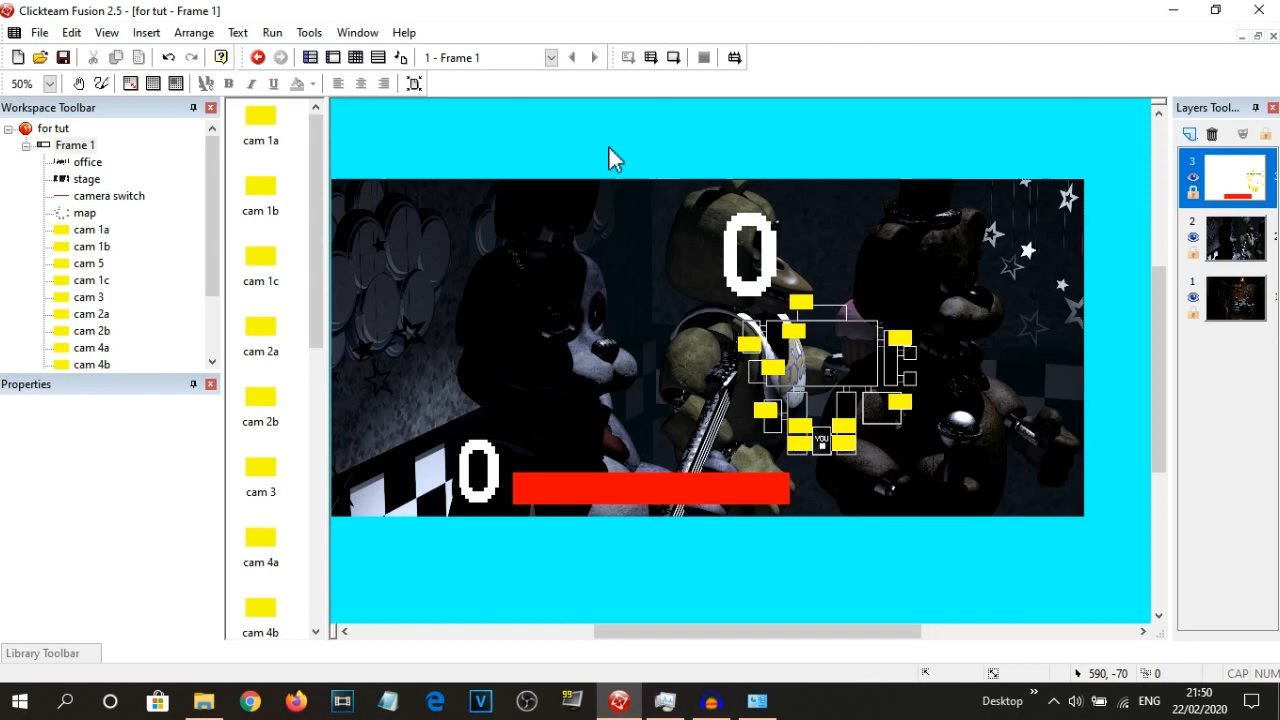 Clickteam Fusion 2.5 - [for tut - Frame 1]
File Edit View Insert Arrange Text Run Tools Window Help
1 - Frame 1
50%
Workspace Toolbar
for tut
Frame 1
office
stage
camera switch
map
cam 1a
cam 1b
cam 5
cam 1c
cam 3
cam 2a
cam 2b
cam 4a
cam 4b
Properties
Library Toolbar
cam 1a
cam 1b
cam 1c
cam 2a
cam 2b
cam 3
cam 4a
cam 4b
0
YOU
0
Layers Tool...
3
2
1
590, -70
0
CAP NUM
99
Desktop
ENG
21:50
22/02/2020